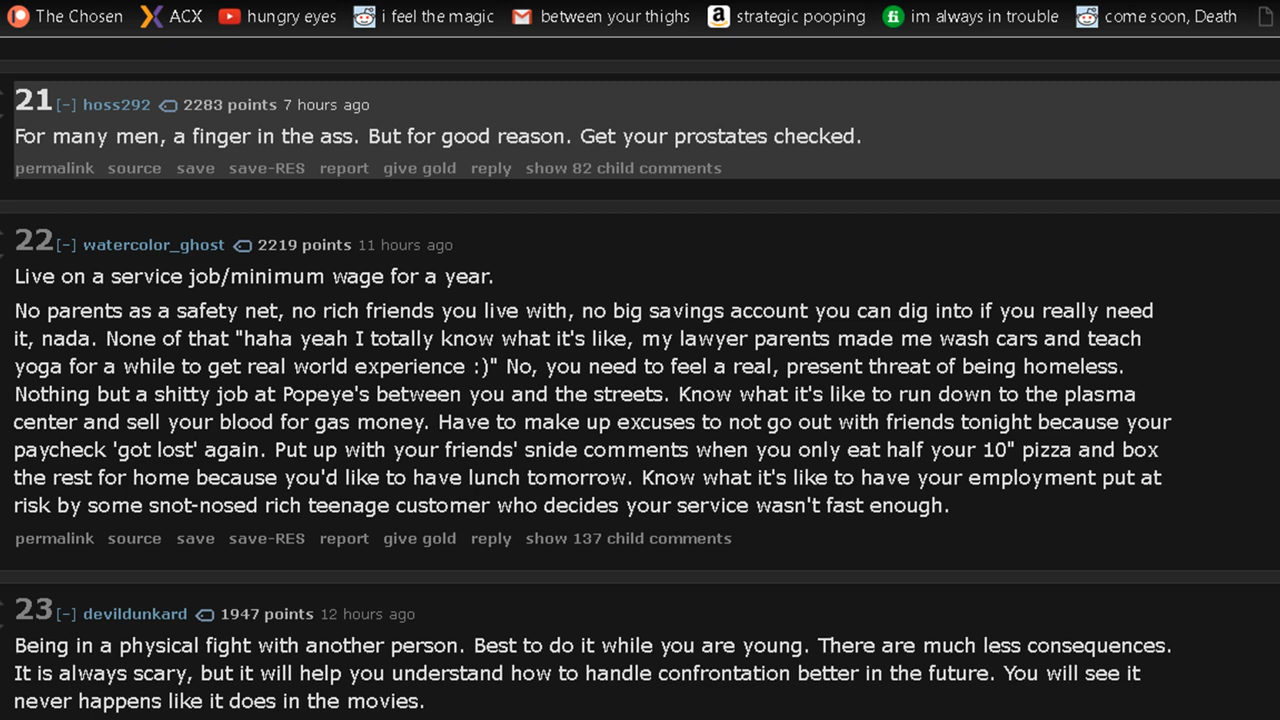 The Chosen ACX hungry eyes i feel the magic between your thighs strategic pooping im always in trouble come soon, Death
21 [-] hoss292 2283 points 7 hours ago
For many men, a finger in the ass. But for good reason. Get your prostates checked.
permalink source save save-RES report give gold reply show 82 child comments
22 [-] watercolor_ghost 2219 points 11 hours ago
Live on a service job/minimum wage for a year.
No parents as a safety net, no rich friends you live with, no big savings account you can dig into if you really need
it, nada. None of that "haha yeah I totally know what it's like, my lawyer parents made me wash cars and teach
yoga for a while to get real world experience :)" No, you need to feel a real, present threat of being homeless.
Nothing but a shitty job at Popeye's between you and the streets. Know what it's like to run down to the plasma
center and sell your blood for gas money. Have to make up excuses to not go out with friends tonight because your
paycheck 'got lost' again. Put up with your friends' snide comments when you only eat half your 10" pizza and box
the rest for home because you'd like to have lunch tomorrow. Know what it's like to have your employment put at
risk by some snot-nosed rich teenage customer who decides your service wasn't fast enough.
permalink source save save-RES report give gold reply show 137 child comments
23 [-] devildunkard 1947 points 12 hours ago
Being in a physical fight with another person. Best to do it while you are young. There are much less consequences.
It is always scary, but it will help you understand how to handle confrontation better in the future. You will see it
never happens like it does in the movies.